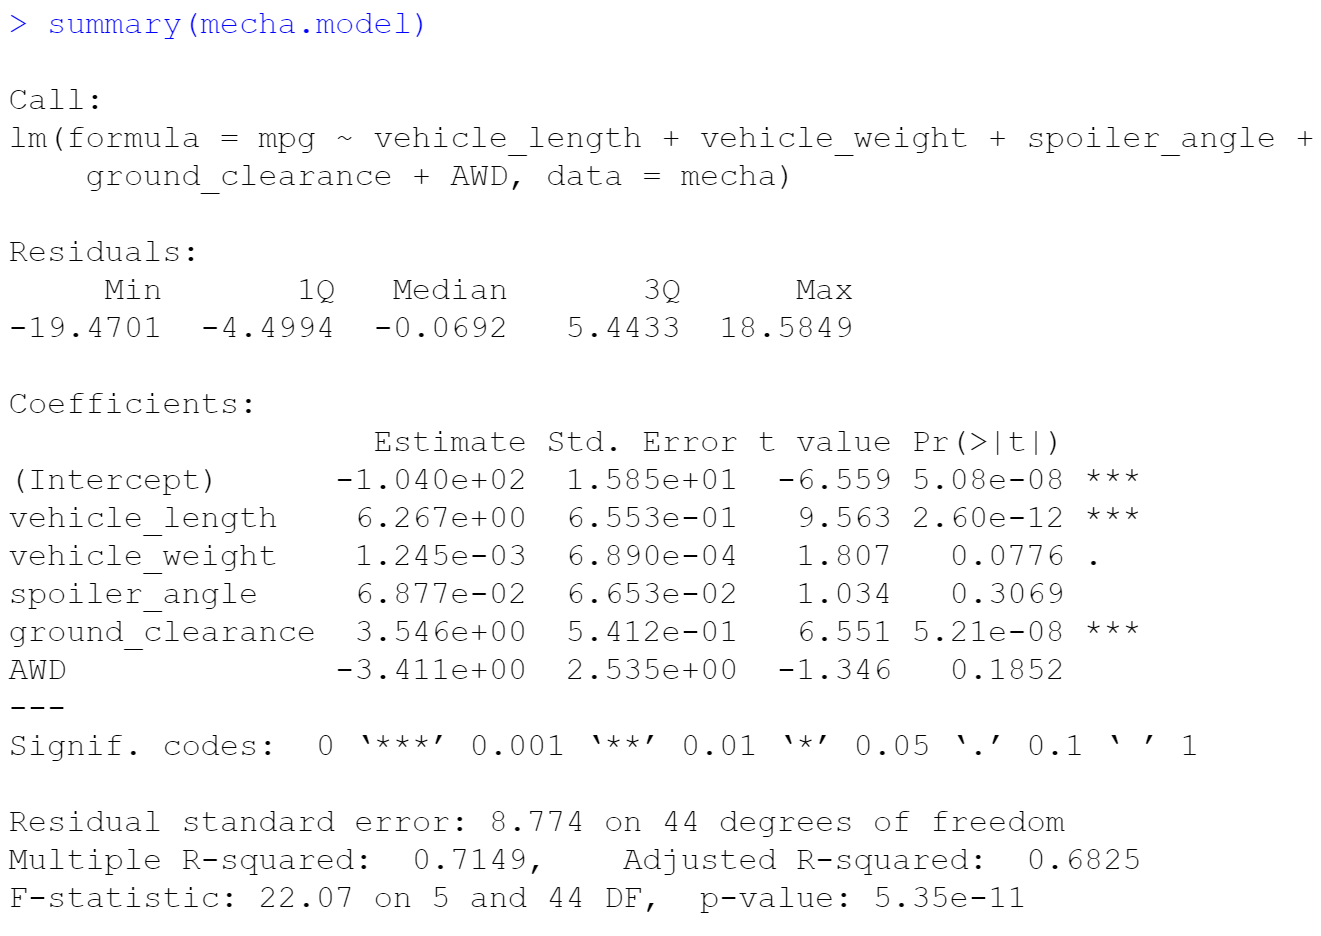 > summary(mecha.model)

Call:
lm(formula = mpg ~ vehicle_length + vehicle_weight + spoiler_angle +
    ground_clearance + AWD, data = mecha)

Residuals:
     Min       1Q   Median       3Q      Max
-19.4701  -4.4994  -0.0692   5.4433  18.5849

Coefficients:
                   Estimate Std. Error t value Pr(>|t|)
(Intercept)      -1.040e+02  1.585e+01  -6.559 5.08e-08 ***
vehicle_length    6.267e+00  6.553e-01   9.563 2.60e-12 ***
vehicle_weight    1.245e-03  6.890e-04   1.807   0.0776 .
spoiler_angle     6.877e-02  6.653e-02   1.034   0.3069
ground_clearance  3.546e+00  5.412e-01   6.551 5.21e-08 ***
AWD              -3.411e+00  2.535e+00  -1.346   0.1852
---
Signif. codes:  0 ‘***’ 0.001 ‘**’ 0.01 ‘*’ 0.05 ‘.’ 0.1 ‘ ’ 1

Residual standard error: 8.774 on 44 degrees of freedom
Multiple R-squared:  0.7149,    Adjusted R-squared:  0.6825
F-statistic: 22.07 on 5 and 44 DF,  p-value: 5.35e-11